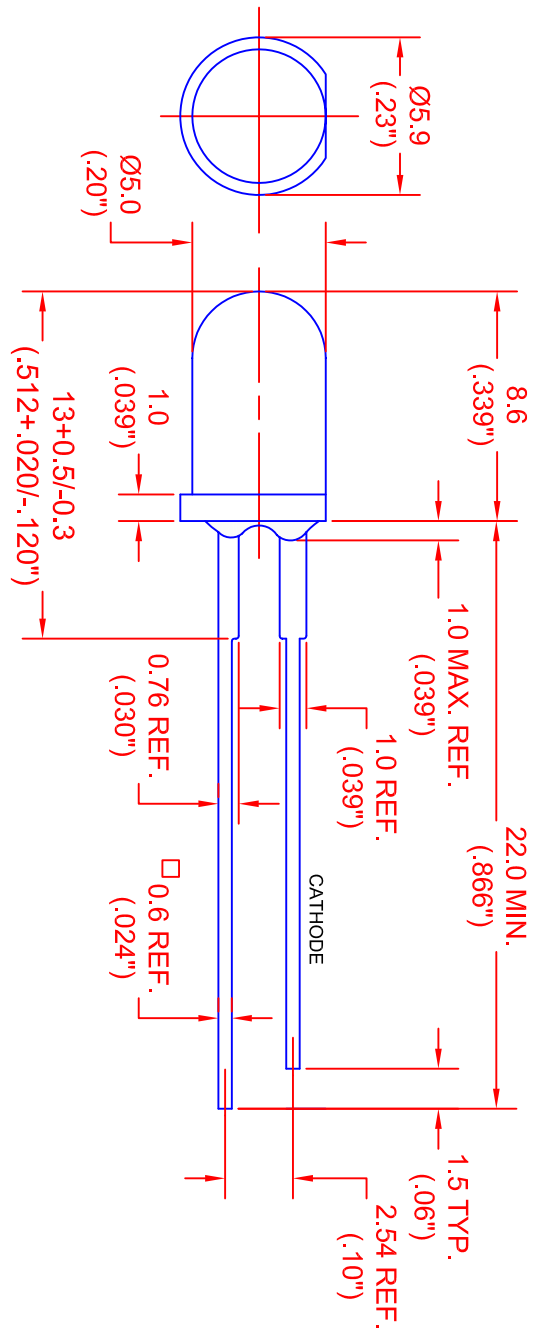 Ø5.9
(.23")
Ø5.0
(.20")
8.6
(.339")
1.0
(.039")
13+0.5/-0.3
(.512+.020/-.120")
1.0 MAX. REF.
(.039")
22.0 MIN.
(.866")
1.0 REF.
(.039")
0.76 REF.
(.030")
CATHODE
□ 0.6 REF.
(.024")
1.5 TYP.
(.06")
2.54 REF.
(.10")